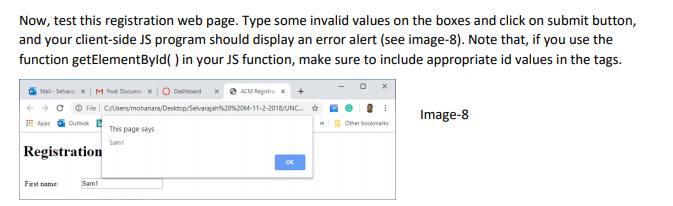 Now, test this registration web page. Type some invalid values on the boxes and click on submit button,
and your client-side JS program should display an error alert (see image-8). Note that, if you use the
function getElementById( ) in your JS function, make sure to include appropriate id values in the tags.
Mail - Selvaraj x M Fwd: Documen x Dashboard x ACM Registrat x +
File | C:/Users/mohanara/Desktop/Selvarajah%20%20M-11-2-2018/UNC...
Apps Outlook » Other bookmarks
This page says
Sam1
OK
Registration
First name: Sam1
Image-8